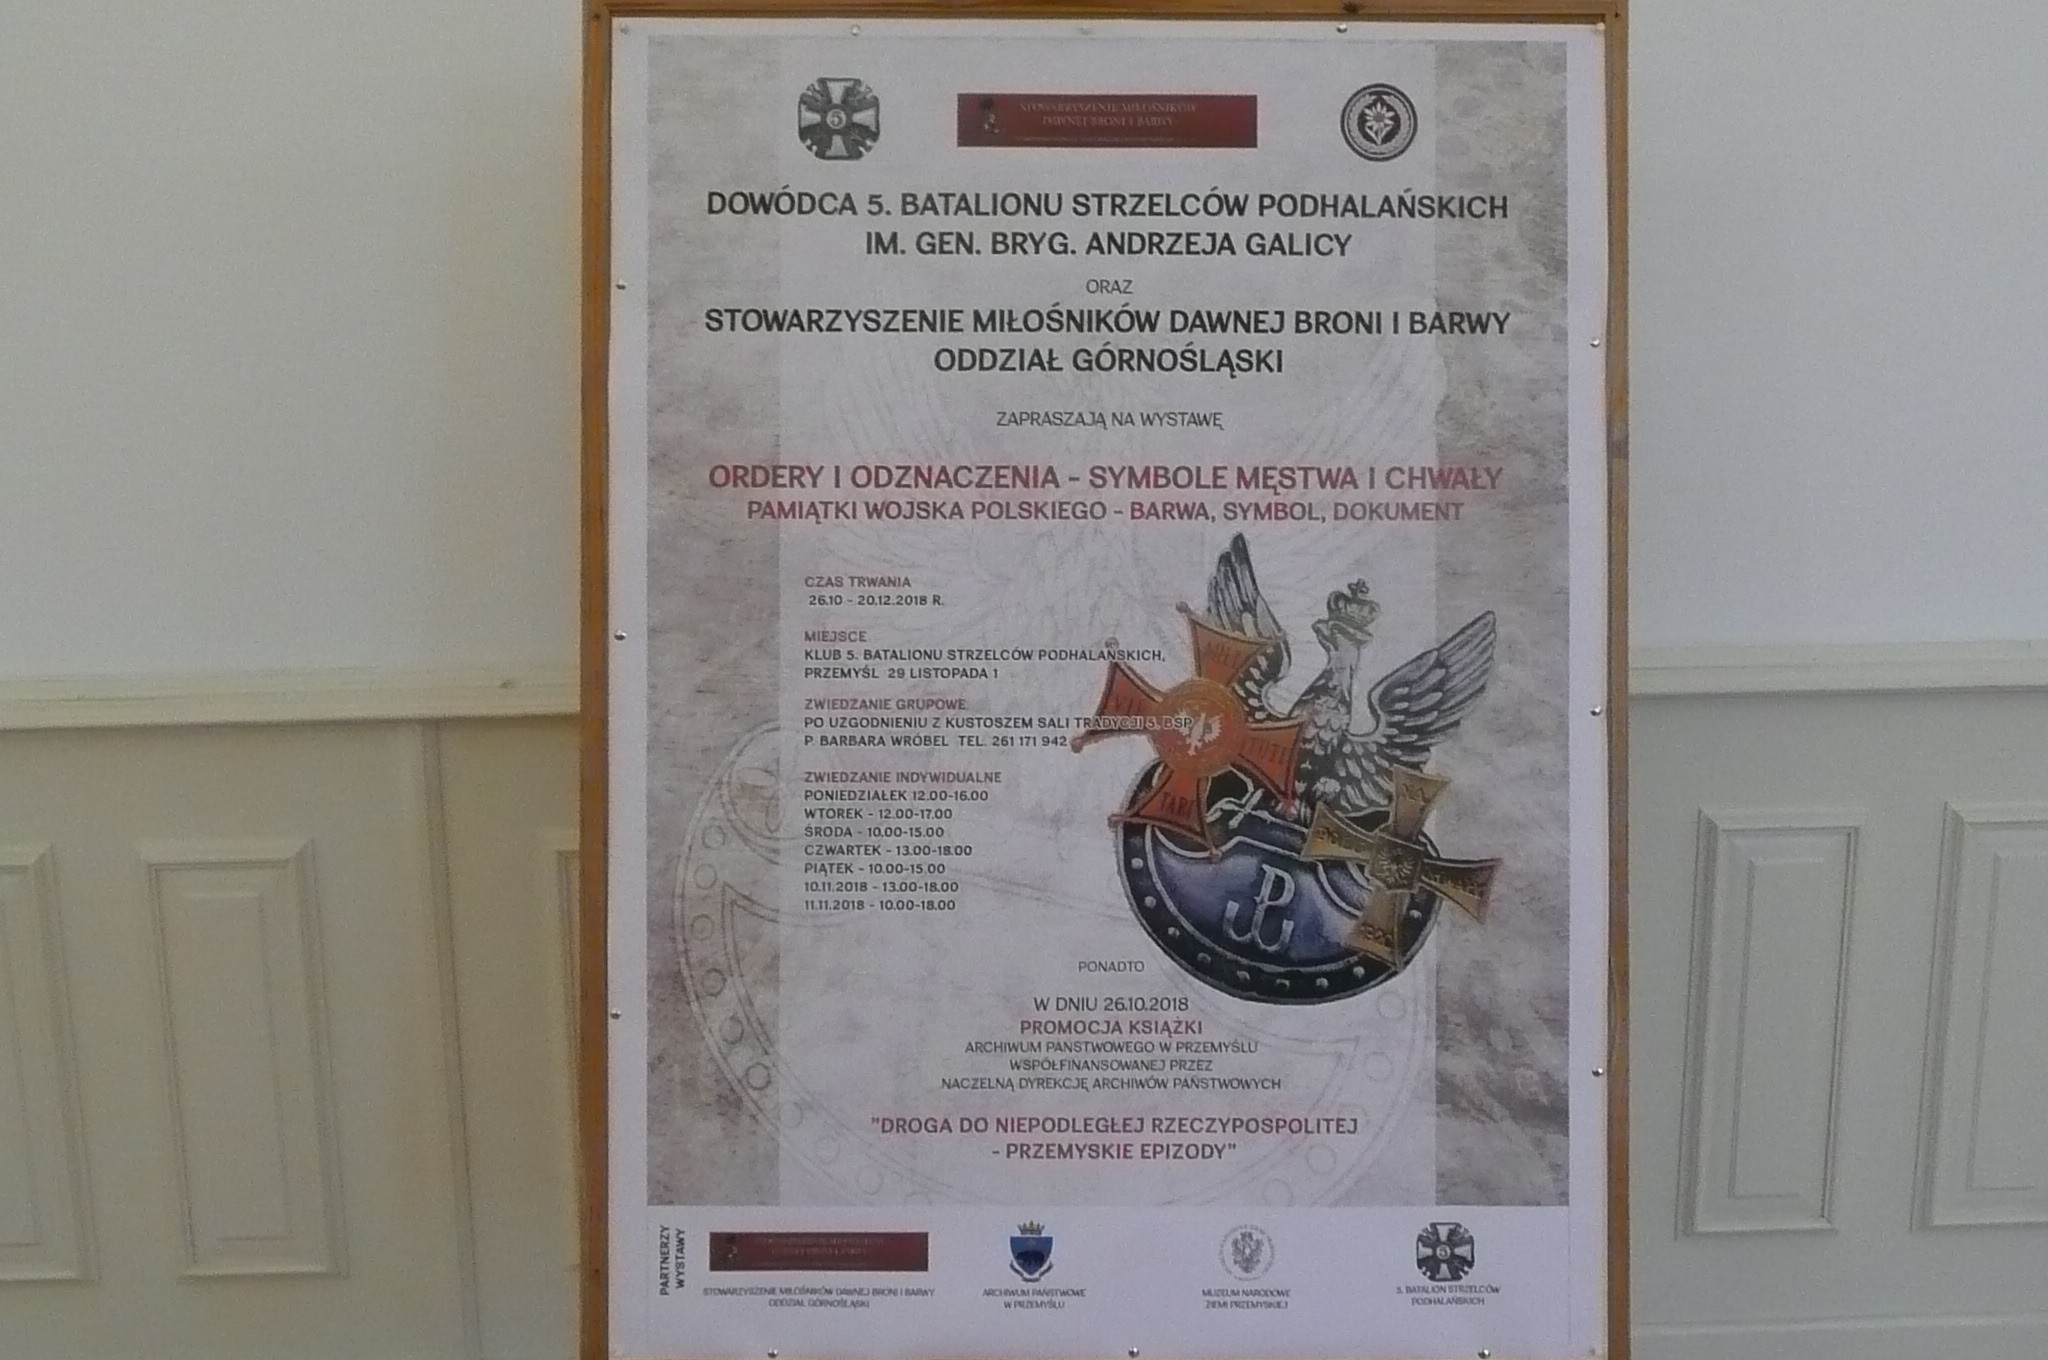 STOWARZYSZENIE MIŁOŚNIKÓW
DAWNEJ BRONI I BARWY
5
DOWÓDCA 5. BATALIONU STRZELCÓW PODHALAŃSKICH
IM. GEN. BRYG. ANDRZEJA GALICY
ORAZ
STOWARZYSZENIE MIŁOŚNIKÓW DAWNEJ BRONI I BARWY
ODDZIAŁ GÓRNOŚLĄSKI
ZAPRASZAJĄ NA WYSTAWĘ
ORDERY I ODZNACZENIA - SYMBOLE MĘSTWA I CHWAŁY
PAMIĄTKI WOJSKA POLSKIEGO - BARWA, SYMBOL, DOKUMENT
CZAS TRWANIA
26.10 - 20.12.2018 R.
MIEJSCE
KLUB 5. BATALIONU STRZELCÓW PODHALAŃSKICH,
PRZEMYŚL 29 LISTOPADA 1
ZWIEDZANIE GRUPOWE
PO UZGODNIENIU Z KUSTOSZEM SALI TRADYCJI 5. BSP
P. BARBARA WRÓBEL TEL. 261 171 942
ZWIEDZANIE INDYWIDUALNE
PONIEDZIAŁEK 12.00-16.00
WTOREK - 12.00-17.00
ŚRODA - 10.00-15.00
CZWARTEK - 13.00-18.00
PIĄTEK - 10.00-15.00
10.11.2018 - 13.00-18.00
11.11.2018 - 10.00-18.00
PONADTO
W DNIU 26.10.2018
PROMOCJA KSIĄŻKI
ARCHIWUM PAŃSTWOWEGO W PRZEMYŚLU
WSPÓŁFINANSOWANEJ PRZEZ
NACZELNĄ DYREKCJĘ ARCHIWÓW PAŃSTWOWYCH
"DROGA DO NIEPODLEGŁEJ RZECZYPOSPOLITEJ
- PRZEMYSKIE EPIZODY"
PARTNERZY
WYSTAWY
STOWARZYSZENIE MIŁOŚNIKÓW DAWNEJ BRONI I BARWY
ODDZIAŁ GÓRNOŚLĄSKI
ARCHIWUM PAŃSTWOWE
W PRZEMYŚLU
MUZEUM NARODOWE
ZIEMI PRZEMYSKIEJ
5. BATALION STRZELCÓW
PODHALAŃSKICH